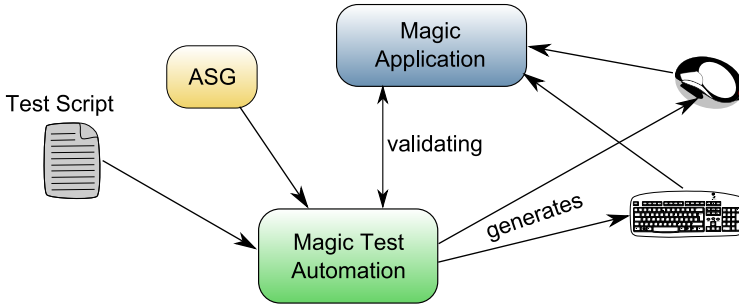 Magic
Application
ASG
Test Script
validating
generates
Magic Test
Automation